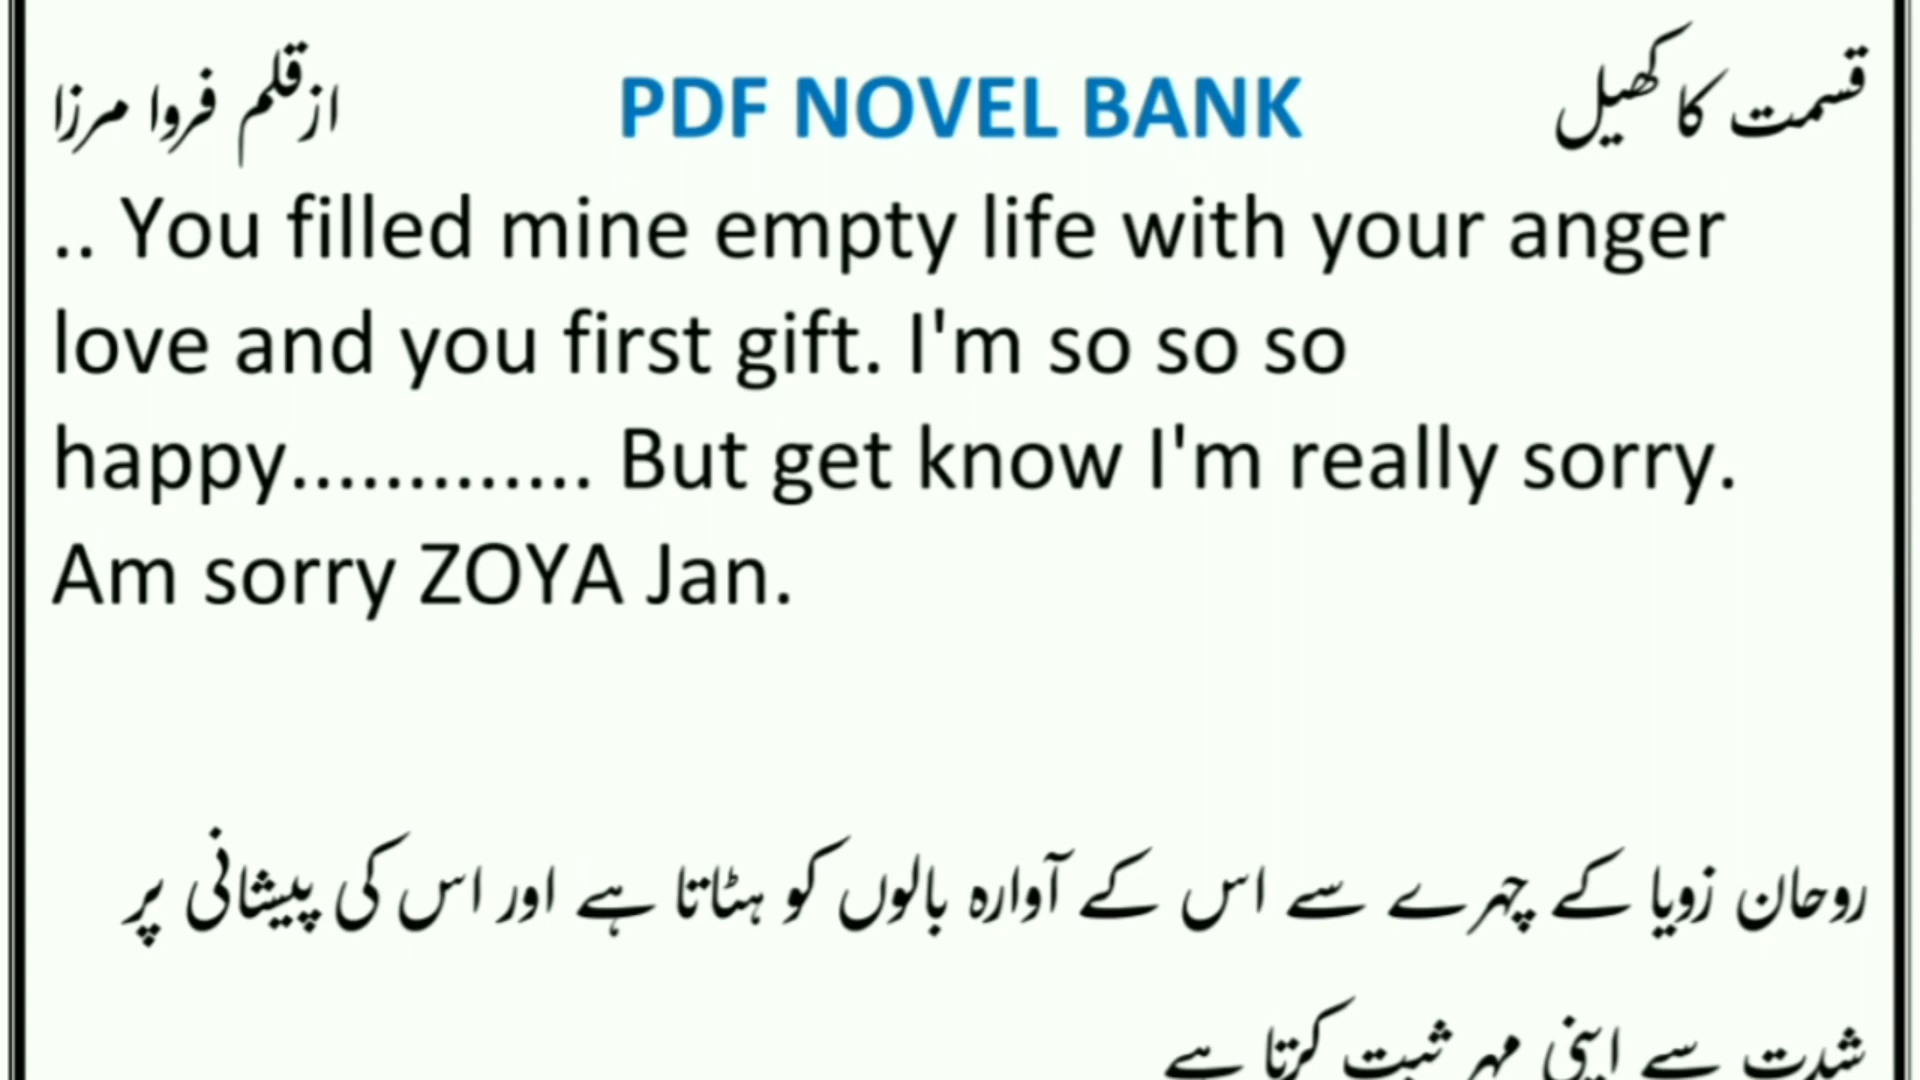 قسمت کا کھیل PDF NOVEL BANK ازقلم فروا مرزا
.. You filled mine empty life with your anger
love and you first gift. I'm so so so
happy............. But get know I'm really sorry.
Am sorry ZOYA Jan.
روحان زویا کے چہرے سے اس کے آوارہ بالوں کو ہٹاتا ہے اور اس کی پیشانی پر
شدت سے اپنی مہر ثبت کرتا ہے